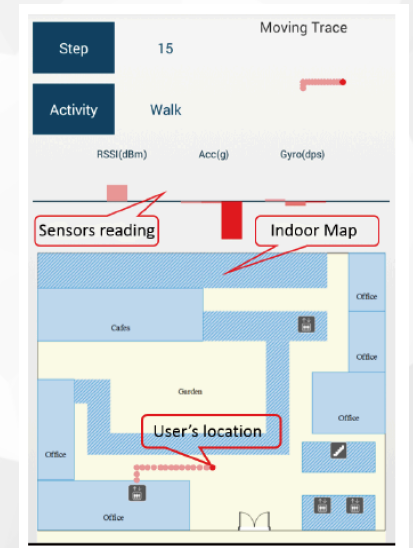 Moving Trace
Step 15
Activity Walk
RSSI(dBm) Acc(g) Gyro(dps)
Sensors reading
Indoor Map
Office
Cafes
Office
Garden
Office
User's location
Office
Office